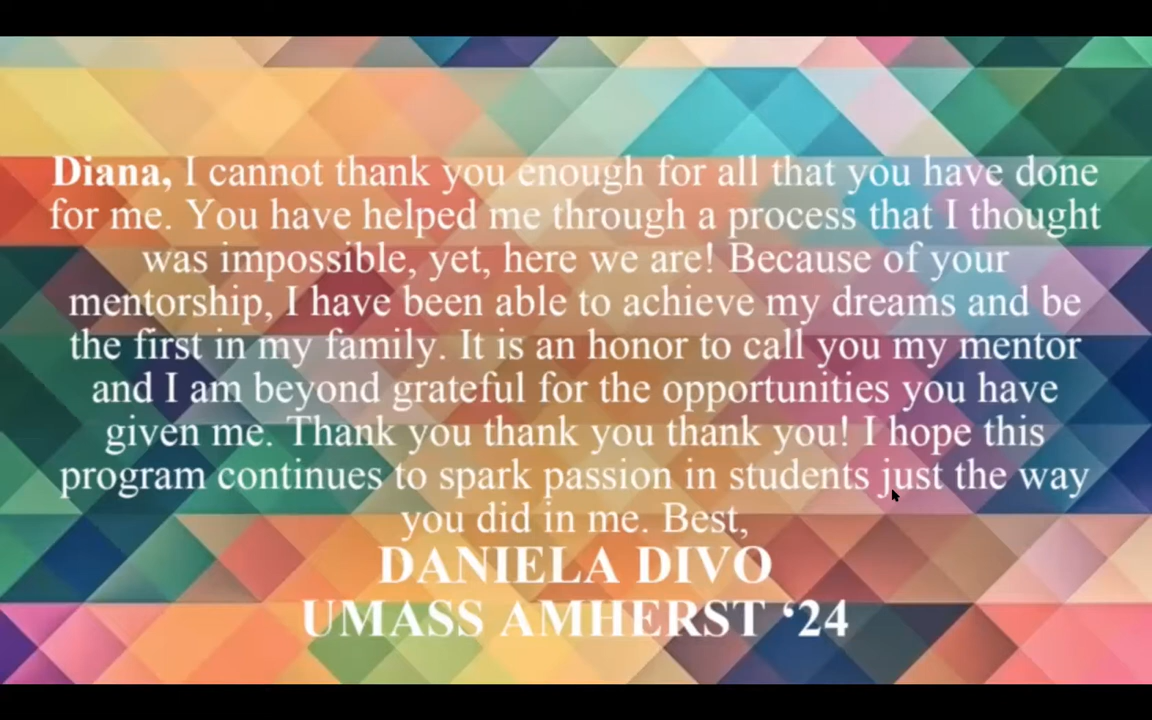 Diana, I cannot thank you enough for all that you have done
for me. You have helped me through a process that I thought
was impossible, yet, here we are! Because of your
mentorship, I have been able to achieve my dreams and be
the first in my family. It is an honor to call you my mentor
and I am beyond grateful for the opportunities you have
given me. Thank you thank you thank you! I hope this
program continues to spark passion in students just the way
you did in me. Best,
DANIELA DIVO
UMASS AMHERST ‘24